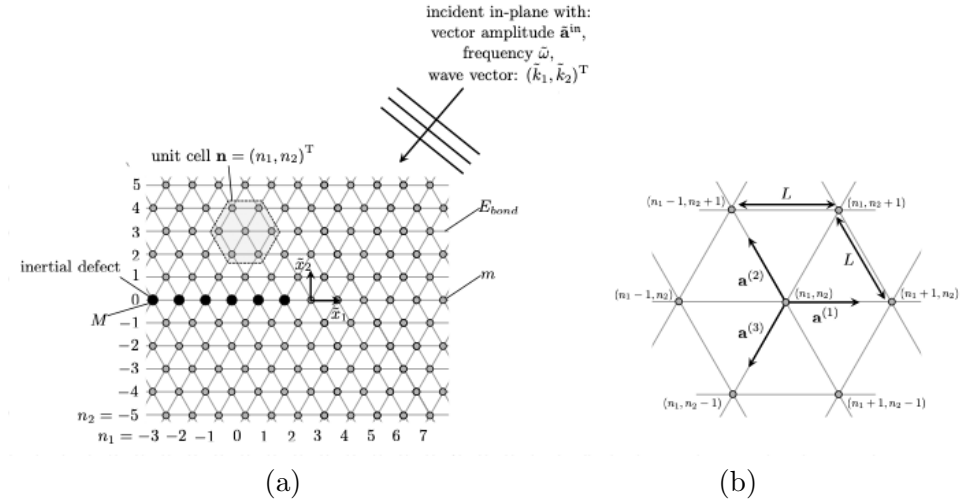 incident in-plane with:
vector amplitude ã^in,
frequency ω̃,
wave vector: (k̃₁, k̃₂)^T
unit cell n = (n₁, n₂)^T
5
4
3
2
1
0
−1
−2
−3
−4
n₂ = −5
n₁ = −3 −2 −1 0 1 2 3 4 5 6 7
E_bond
inertial defect
M
m
x̃₂
x̃₁
(a)
(n₁ − 1, n₂ + 1)
L
(n₁, n₂ + 1)
L
a^(2)
(n₁ − 1, n₂)
(n₁, n₂)
(n₁ + 1, n₂)
a^(1)
a^(3)
(n₁, n₂ − 1)
(n₁ + 1, n₂ − 1)
(b)